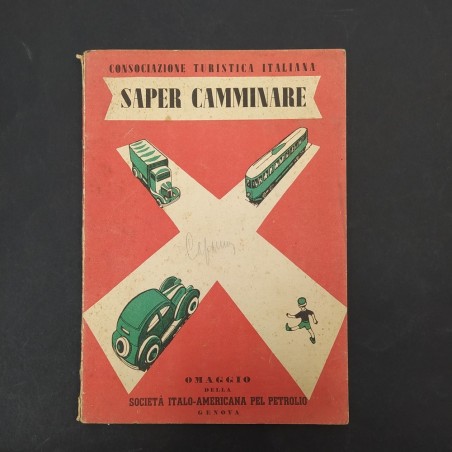 CONSOCIAZIONE TURISTICA ITALIANA
SAPER CAMMINARE
OMAGGIO
DELLA
SOCIETÀ ITALO-AMERICANA PEL PETROLIO
GENOVA